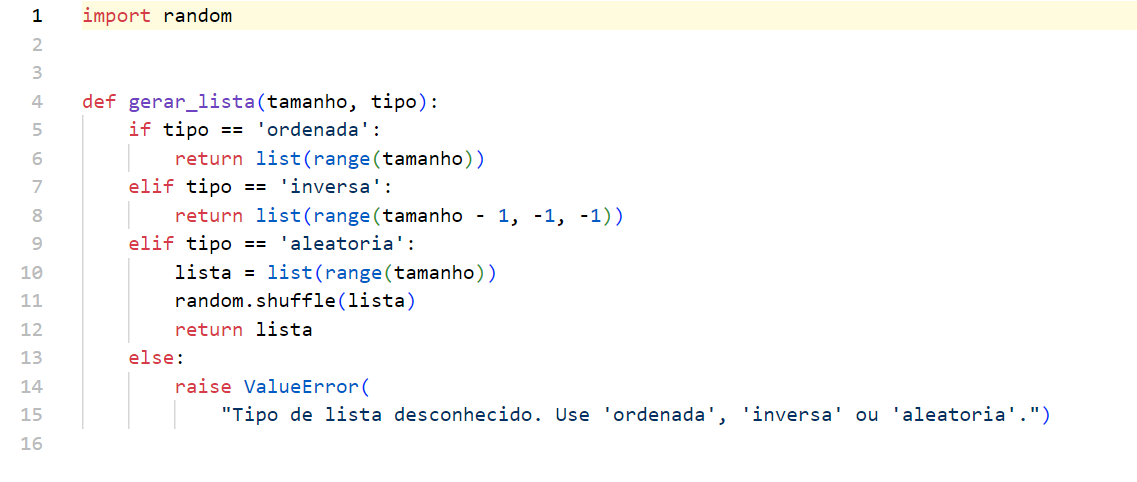 1 import random
2
3
4 def gerar_lista(tamanho, tipo):
5     if tipo == 'ordenada':
6         return list(range(tamanho))
7     elif tipo == 'inversa':
8         return list(range(tamanho - 1, -1, -1))
9     elif tipo == 'aleatoria':
10         lista = list(range(tamanho))
11         random.shuffle(lista)
12         return lista
13     else:
14         raise ValueError(
15             "Tipo de lista desconhecido. Use 'ordenada', 'inversa' ou 'aleatoria'.")
16